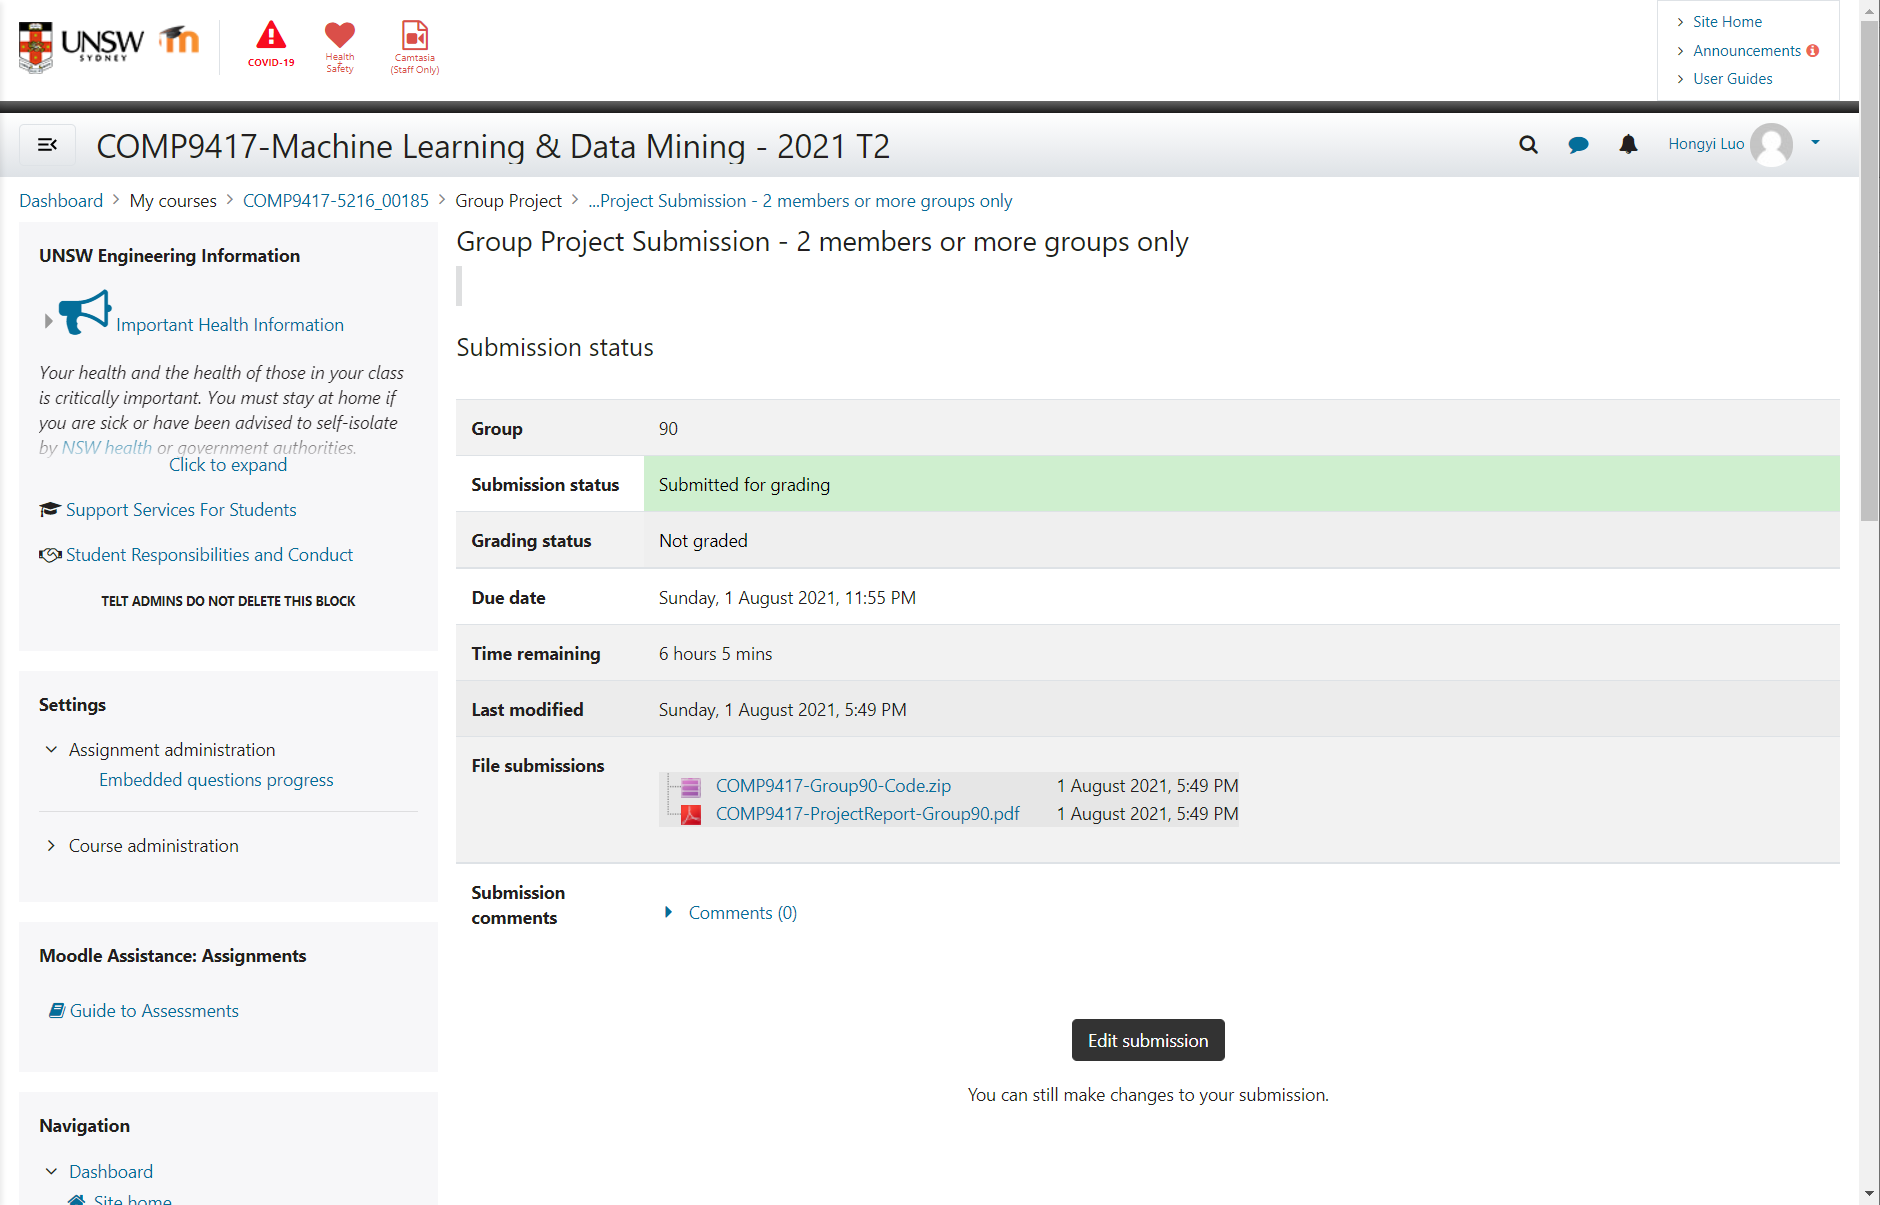 UNSW
SYDNEY
COVID-19
Health
+
Safety
Camtasia
(Staff Only)
Site Home
Announcements
User Guides
COMP9417-Machine Learning & Data Mining - 2021 T2
Hongyi Luo
Dashboard > My courses > COMP9417-5216_00185 > Group Project > ...Project Submission - 2 members or more groups only
UNSW Engineering Information
Important Health Information
Your health and the health of those in your class
is critically important. You must stay at home if
you are sick or have been advised to self-isolate
by NSW health or government authorities.
Click to expand
Support Services For Students
Student Responsibilities and Conduct
TELT ADMINS DO NOT DELETE THIS BLOCK
Settings
Assignment administration
Embedded questions progress
Course administration
Moodle Assistance: Assignments
Guide to Assessments
Navigation
Dashboard
Site home
Group Project Submission - 2 members or more groups only
Submission status
Group 90
Submission status Submitted for grading
Grading status Not graded
Due date Sunday, 1 August 2021, 11:55 PM
Time remaining 6 hours 5 mins
Last modified Sunday, 1 August 2021, 5:49 PM
File submissions
COMP9417-Group90-Code.zip 1 August 2021, 5:49 PM
COMP9417-ProjectReport-Group90.pdf 1 August 2021, 5:49 PM
Submission
comments
Comments (0)
Edit submission
You can still make changes to your submission.